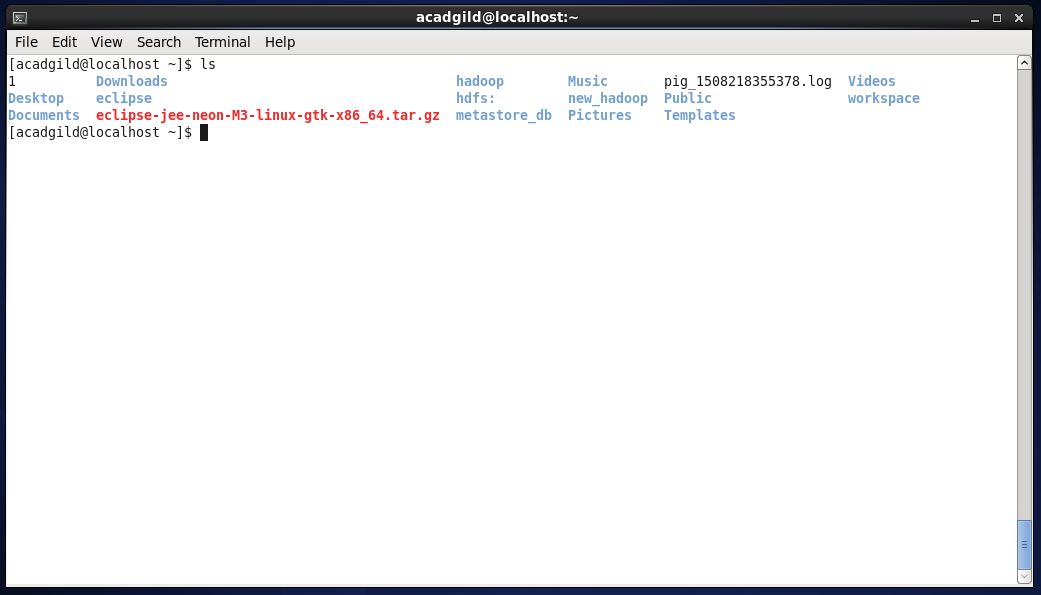 acadgild@localhost:~
File Edit View Search Terminal Help
[acadgild@localhost ~]$ ls
1 Downloads hadoop Music pig_1508218355378.log Videos
Desktop eclipse hdfs: new_hadoop Public workspace
Documents eclipse-jee-neon-M3-linux-gtk-x86_64.tar.gz metastore_db Pictures Templates
[acadgild@localhost ~]$